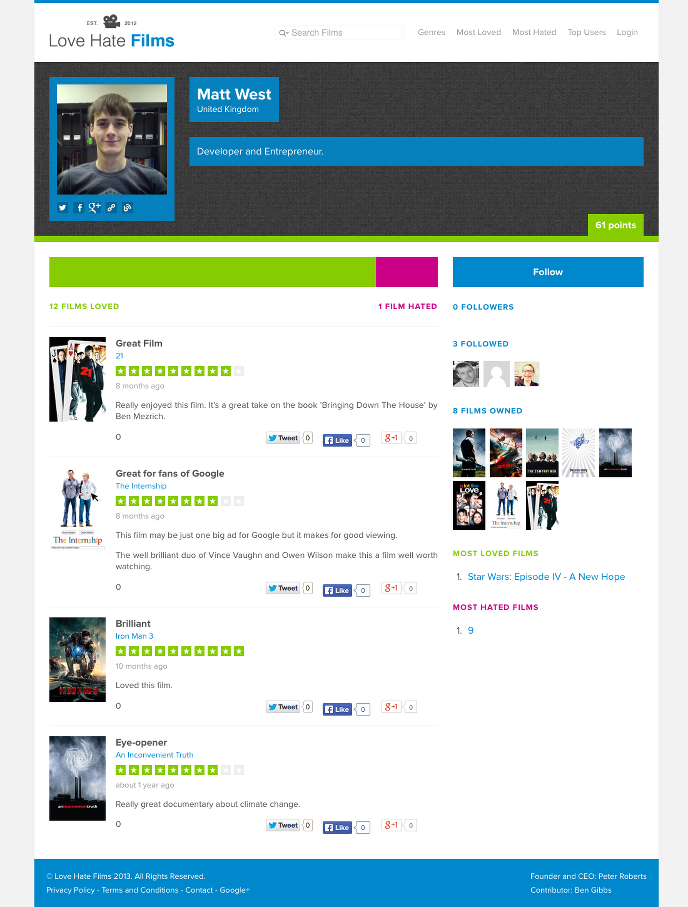 EST. 2012
Love Hate Films
Search Films
Genres Most Loved Most Hated Top Users Login
Matt West
United Kingdom
Developer and Entrepreneur.
61 points
Follow
12 FILMS LOVED
1 FILM HATED
0 FOLLOWERS
3 FOLLOWED
8 FILMS OWNED
MOST LOVED FILMS
1. Star Wars: Episode IV - A New Hope
MOST HATED FILMS
1. 9
21
Great Film
21
8 months ago
Really enjoyed this film. It's a great take on the book 'Bringing Down The House' by
Ben Mezrich.
0
Tweet 0 Like 0 +1 0
The Internship
Great for fans of Google
The Internship
8 months ago
This film may be just one big ad for Google but it makes for good viewing.
The well brilliant duo of Vince Vaughn and Owen Wilson make this a film well worth
watching.
0
Tweet 0 Like 0 +1 0
Brilliant
Iron Man 3
10 months ago
Loved this film.
0
Tweet 0 Like 0 +1 0
aninconvenienttruth
Eye-opener
An Inconvenient Truth
about 1 year ago
Really great documentary about climate change.
0
Tweet 0 Like 0 +1 0
© Love Hate Films 2013. All Rights Reserved.
Privacy Policy - Terms and Conditions - Contact - Google+
Founder and CEO: Peter Roberts
Contributor: Ben Gibbs